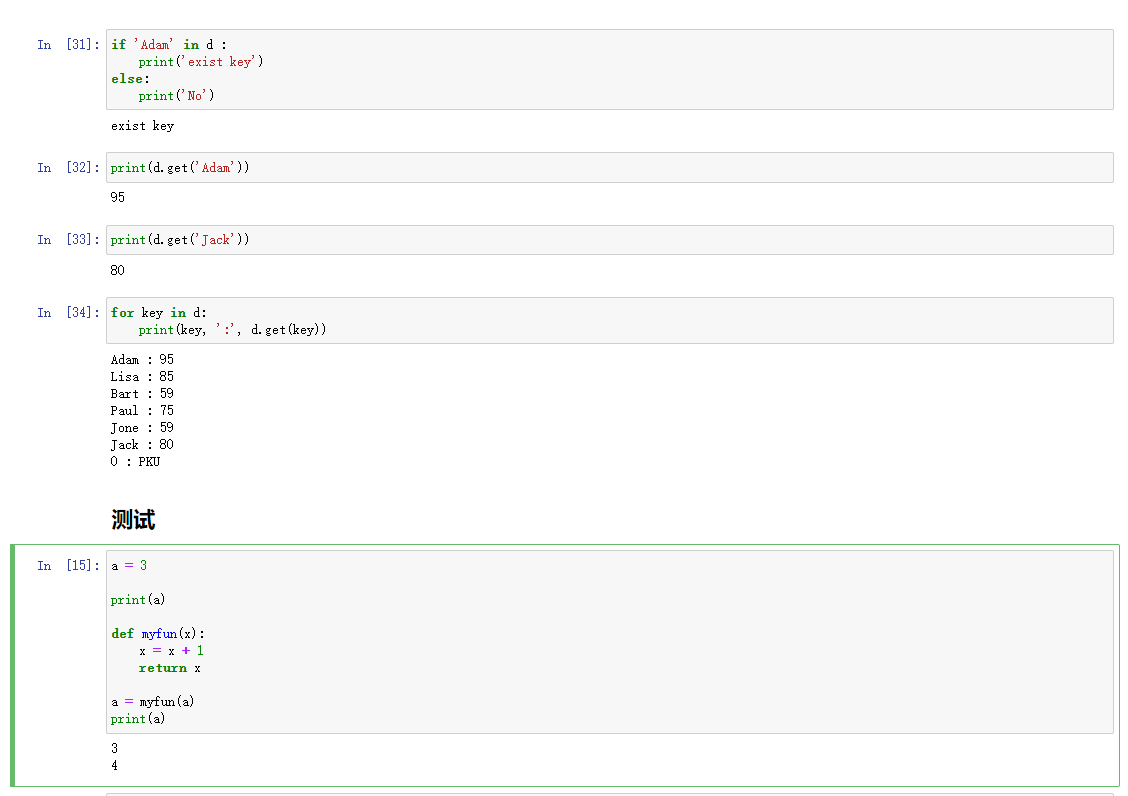 In [31]: if 'Adam' in d :
    print('exist key')
else:
    print('No')
exist key
In [32]: print(d.get('Adam'))
95
In [33]: print(d.get('Jack'))
80
In [34]: for key in d:
    print(key, ':', d.get(key))
Adam : 95
Lisa : 85
Bart : 59
Paul : 75
Jone : 59
Jack : 80
0 : PKU
测试
In [15]: a = 3
print(a)
def myfun(x):
    x = x + 1
    return x
a = myfun(a)
print(a)
3
4